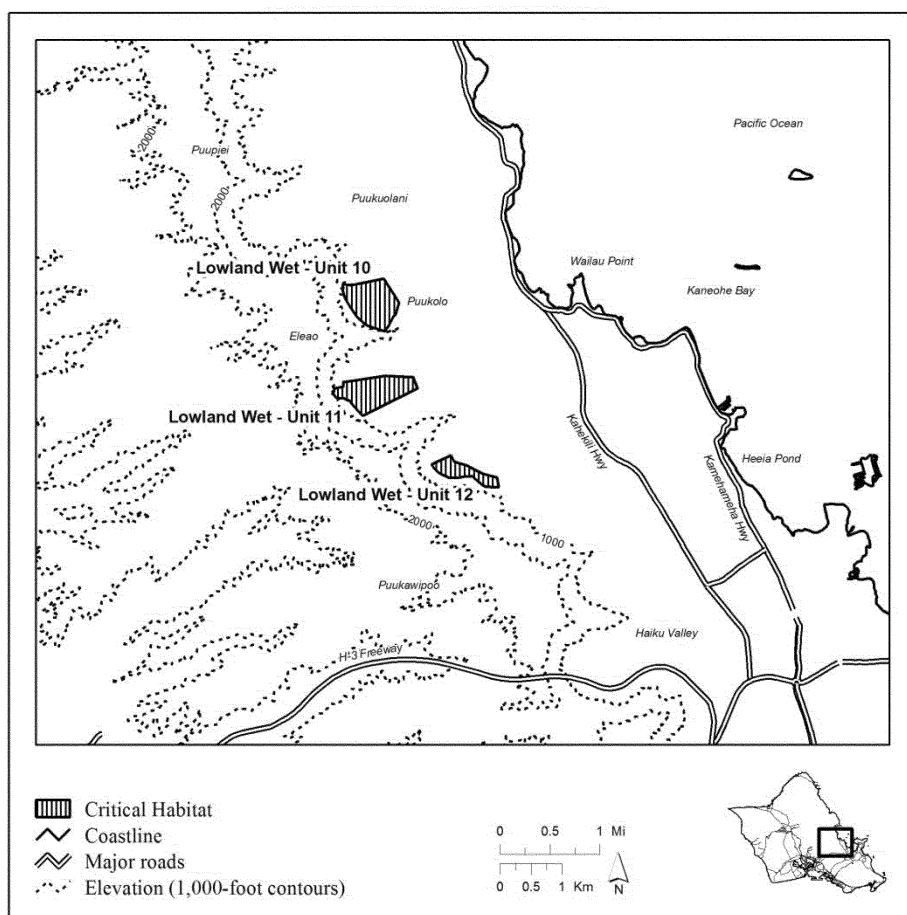 Pacific Ocean
2000
Puupiei
Puukuolani
2000
Wailau Point
Lowland Wet - Unit 10
Kaneohe Bay
Puukolo
Eleao
Lowland Wet - Unit 11
Kahekili Hwy
Kamehameha Hwy
Heeia Pond
Lowland Wet - Unit 12
2000
1000
Puukawipoo
Haiku Valley
H-3 Freeway
Critical Habitat
Coastline
Major roads
Elevation (1,000-foot contours)
0 0.5 1 Mi
0 0.5 1 Km
N